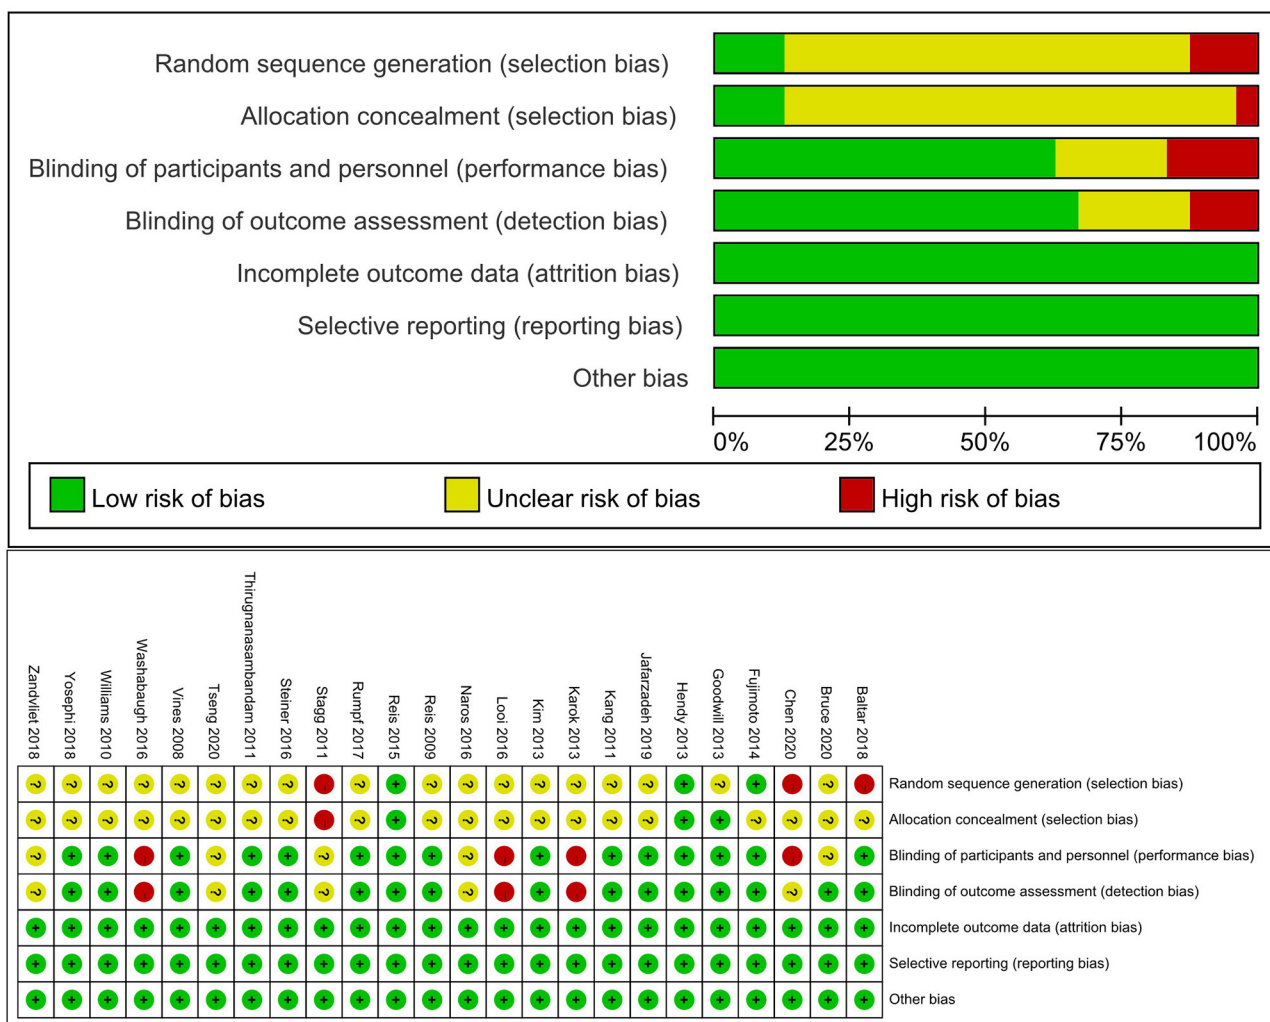 Random sequence generation (selection bias)
Allocation concealment (selection bias)
Blinding of participants and personnel (performance bias)
Blinding of outcome assessment (detection bias)
Incomplete outcome data (attrition bias)
Selective reporting (reporting bias)
Other bias
0% 25% 50% 75% 100%
Low risk of bias Unclear risk of bias High risk of bias
Zandvliet 2018
Yosephi 2018
Williams 2010
Washabaugh 2016
Vines 2008
Tseng 2020
Thirugnanasambandam 2011
Steiner 2016
Stagg 2011
Rumpf 2017
Reis 2015
Reis 2009
Naros 2016
Looi 2016
Kim 2013
Karok 2013
Kang 2011
Jafarzadeh 2019
Hendy 2013
Goodwill 2013
Fujimoto 2014
Chen 2020
Bruce 2020
Baltar 2018
? ? ? ? ? ? ? ? - ? + ? ? ? ? ? ? ? + ? + - ? - Random sequence generation (selection bias)
? ? ? ? ? ? ? ? - ? + ? ? ? ? ? ? ? + + ? ? ? ? Allocation concealment (selection bias)
? + + - + ? + + ? + + + ? - + - + + + + + - ? + Blinding of participants and personnel (performance bias)
? + + - + ? + + ? + + + ? - + - + + + + + ? + + Blinding of outcome assessment (detection bias)
+ + + + + + + + + + + + + + + + + + + + + + + + Incomplete outcome data (attrition bias)
+ + + + + + + + + + + + + + + + + + + + + + + + Selective reporting (reporting bias)
+ + + + + + + + + + + + + + + + + + + + + + + + Other bias